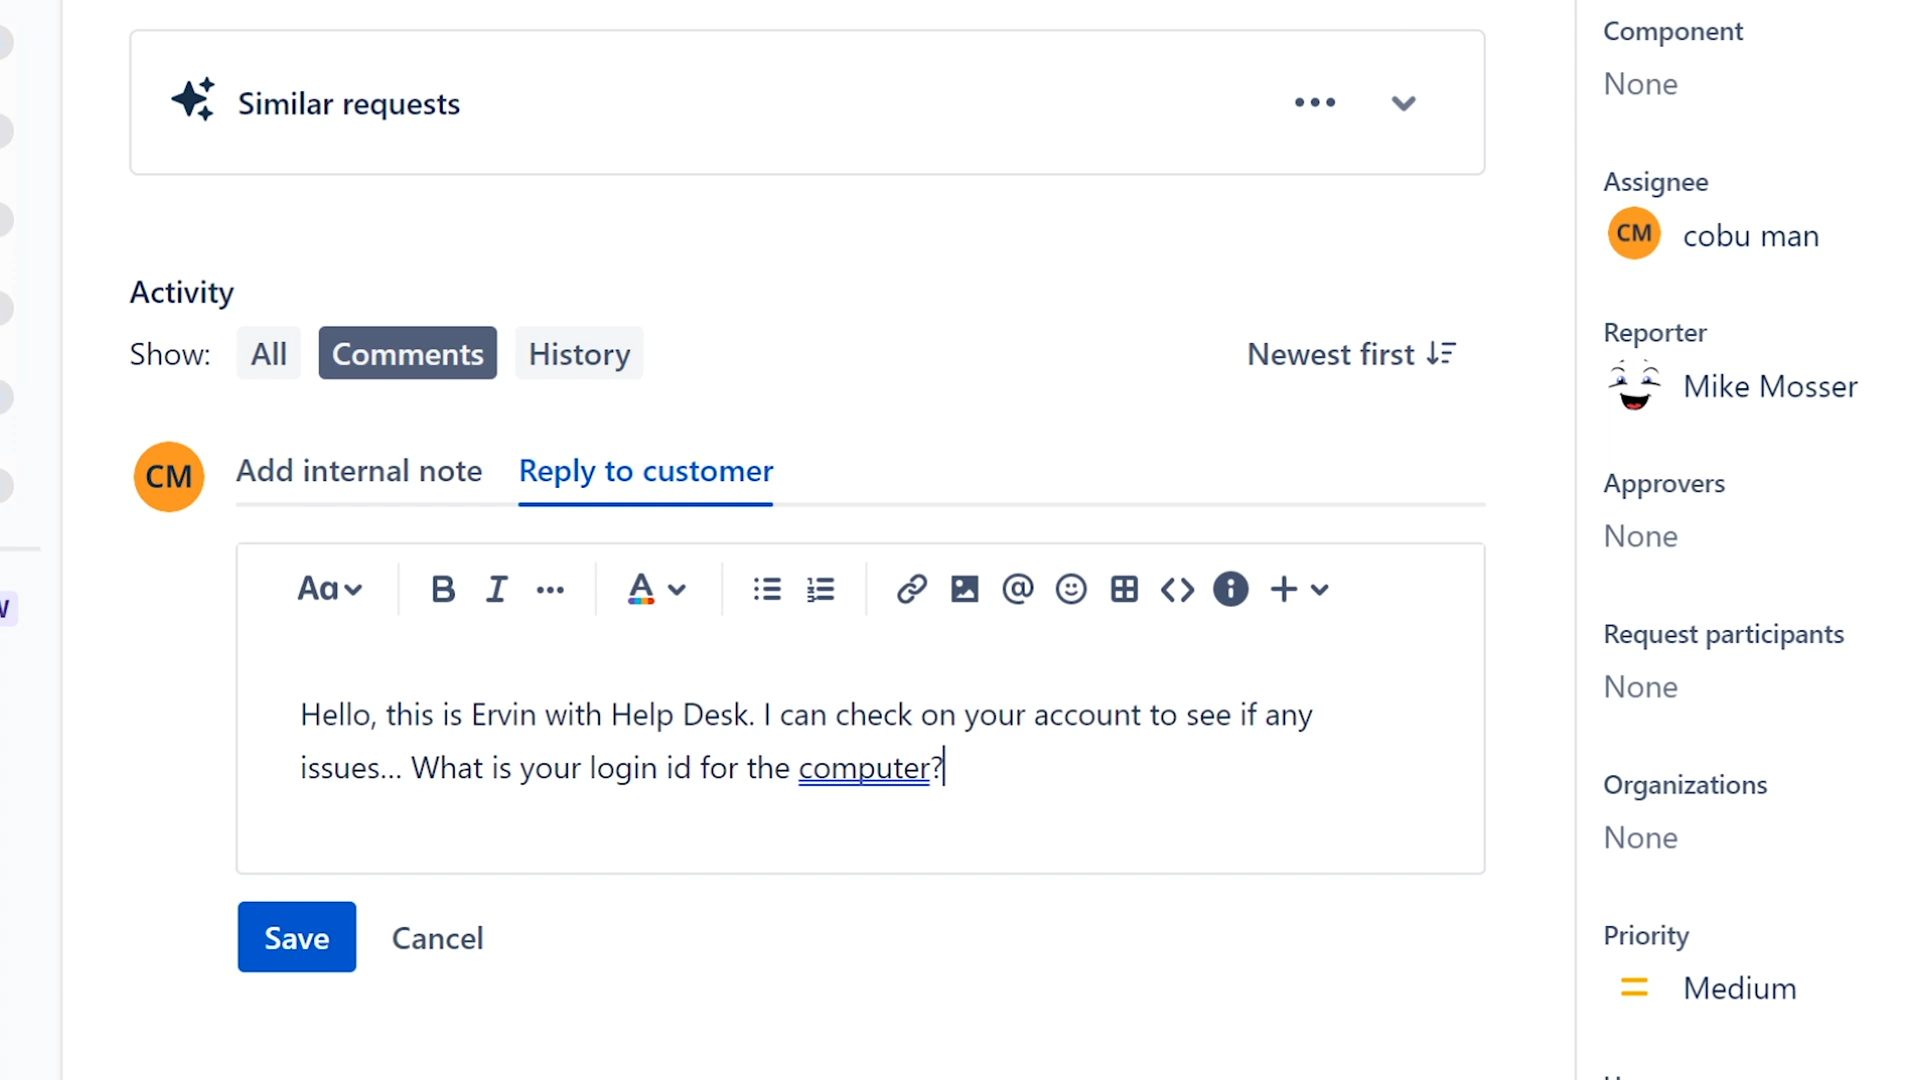 Similar requests
Activity
Show: All Comments History Newest first
CM Add internal note Reply to customer
Aa B I A @
Hello, this is Ervin with Help Desk. I can check on your account to see if any
issues... What is your login id for the computer?
Save Cancel
Component
None
Assignee
CM cobu man
Reporter
Mike Mosser
Approvers
None
Request participants
None
Organizations
None
Priority
Medium